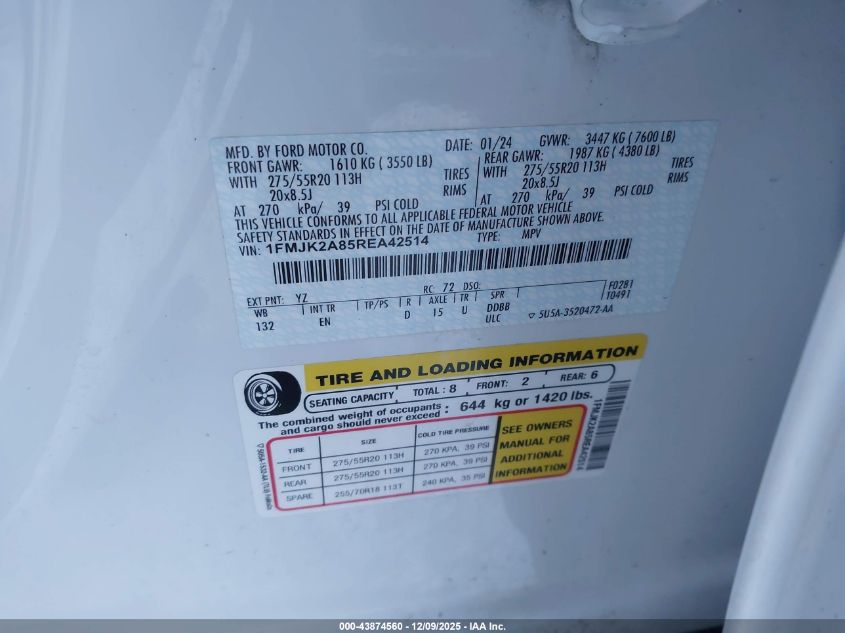 MFD. BY FORD MOTOR CO. DATE: 01/24 GVWR: 3447 KG ( 7600 LB)
FRONT GAWR: 1610 KG ( 3550 LB) REAR GAWR: 1987 KG ( 4380 LB)
WITH 275/55R20 113H TIRES WITH 275/55R20 113H TIRES
20x8.5J RIMS 20x8.5J RIMS
AT 270 kPa/ 39 PSI COLD AT 270 kPa/ 39 PSI COLD
THIS VEHICLE CONFORMS TO ALL APPLICABLE FEDERAL MOTOR VEHICLE
SAFETY STANDARDS IN EFFECT ON THE DATE OF MANUFACTURE SHOWN ABOVE.
VIN: 1FMJK2A85REA42514 TYPE: MPV
EXT PNT: YZ RC: 72 DSO: F0281
WB INT TR TP/PS R AXLE TR SPR T0491
132 EN D 15 U DDBB
ULC 5U5A-3520472-AA
TIRE AND LOADING INFORMATION
SEATING CAPACITY TOTAL : 8 FRONT: 2 REAR: 6
The combined weight of occupants and cargo should never exceed : 644 kg or 1420 lbs.
TIRE SIZE COLD TIRE PRESSURE
FRONT 275/55R20 113H 270 KPA, 39 PSI
REAR 275/55R20 113H 270 KPA, 39 PSI
SPARE 255/70R18 113T 240 KPA, 35 PSI
SEE OWNERS
MANUAL FOR
ADDITIONAL
INFORMATION
1FMJK2A85REA42514
000-43874560 - 12/09/2025 - IAA Inc.